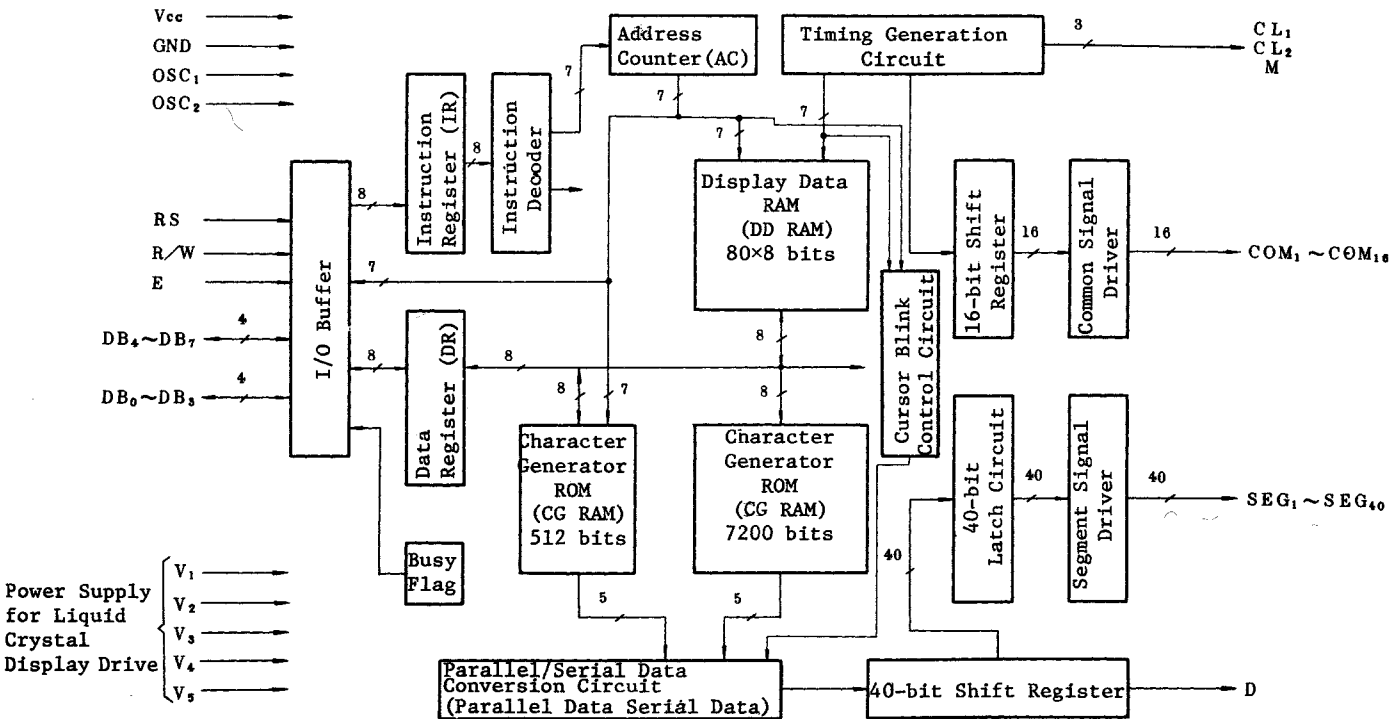 Vcc
GND
OSC₁
OSC₂
RS
R/W
E
DB₄~DB₇
4
DB₀~DB₃
4
Power Supply
for Liquid
Crystal
Display Drive
V₁
V₂
V₃
V₄
V₅
I/O Buffer
8
7
8
Instruction
Register (IR)
8
Instruction
Deooder
7
Address
Counter(AC)
7
7
Timing Generation
Circuit
3
CL₁
CL₂
M
7
Display Data
RAM
(DD RAM)
80×8 bits
8
8
Data
Register (DR)
8
8
7
Busy
Flag
Character
Generator
ROM
(CG RAM)
512 bits
5
Character
Generator
ROM
(CG RAM)
7200 bits
5
Cursor Blink
Control Circuit
16-bit Shift
Register
16
Common Signal
Driver
16
COM₁~COM₁₆
40-bit
Latch Circuit
40
Segment Signal
Driver
40
SEG₁~SEG₄₀
40
Parallel/Serial Data
Conversion Circuit
(Parallel Data Serial Data)
40-bit Shift Register
D